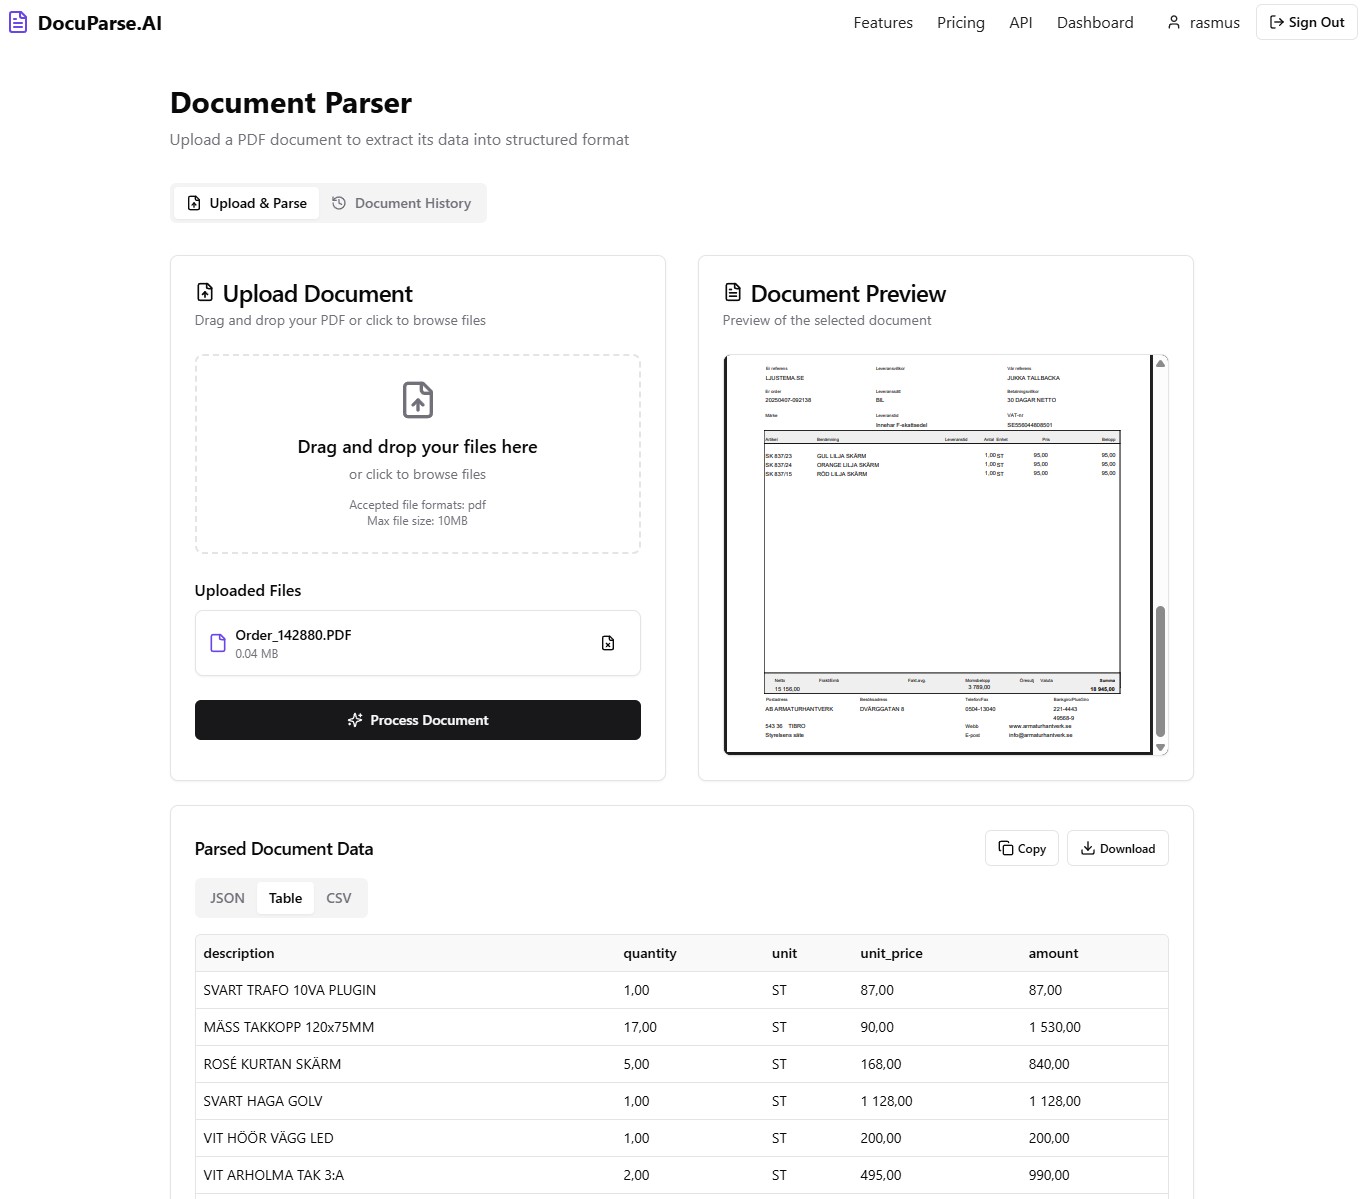 DocuParse.AI
Features Pricing API Dashboard rasmus Sign Out
Document Parser
Upload a PDF document to extract its data into structured format
Upload & Parse Document History
Upload Document
Drag and drop your PDF or click to browse files
Drag and drop your files here
or click to browse files
Accepted file formats: pdf
Max file size: 10MB
Uploaded Files
Order_142880.PDF
0.04 MB
Process Document
Document Preview
Preview of the selected document
Er referens Leveransvillkor Vår referens
LJUSTEMA.SE JUKKA TALLBACKA
Er order Leveranssätt Betalningsvillkor
20250407-092138 BIL 30 DAGAR NETTO
Märke Leveranstid VAT-nr
Innehar F-skattsedel SE556044808501
Artikel Benämning Leveranstid Antal Enhet Pris Belopp
SK 837/23 GUL LILJA SKÄRM 1,00 ST 95,00 95,00
SK 837/24 ORANGE LILJA SKÄRM 1,00 ST 95,00 95,00
SK 837/15 RÖD LILJA SKÄRM 1,00 ST 95,00 95,00
Netto Frakt/Emb Fakt.avg. Momsbelopp Öresutj Valuta Summa
15 156,00 3 789,00 18 945,00
Postadress Besöksadress Telefon/Fax Bankgiro/PlusGiro
AB ARMATURHANTVERK DVÄRGGATAN 8 0504-13040 221-4443
49568-9
543 36 TIBRO Webb www.armaturhantverk.se
Styrelsens säte E-post info@armaturhantverk.se
Parsed Document Data
Copy Download
JSON Table CSV
description quantity unit unit_price amount
SVART TRAFO 10VA PLUGIN 1,00 ST 87,00 87,00
MÄSS TAKKOPP 120x75MM 17,00 ST 90,00 1 530,00
ROSÉ KURTAN SKÄRM 5,00 ST 168,00 840,00
SVART HAGA GOLV 1,00 ST 1 128,00 1 128,00
VIT HÖÖR VÄGG LED 1,00 ST 200,00 200,00
VIT ARHOLMA TAK 3:A 2,00 ST 495,00 990,00